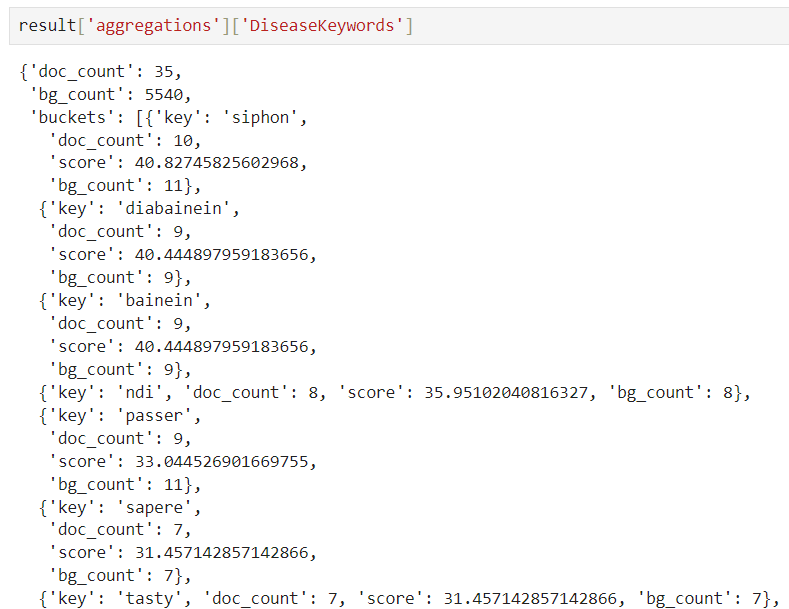 result['aggregations']['DiseaseKeywords']
{'doc_count': 35,
 'bg_count': 5540,
 'buckets': [{'key': 'siphon',
   'doc_count': 10,
   'score': 40.82745825602968,
   'bg_count': 11},
  {'key': 'diabainein',
   'doc_count': 9,
   'score': 40.444897959183656,
   'bg_count': 9},
  {'key': 'bainein',
   'doc_count': 9,
   'score': 40.444897959183656,
   'bg_count': 9},
  {'key': 'ndi', 'doc_count': 8, 'score': 35.95102040816327, 'bg_count': 8},
  {'key': 'passer',
   'doc_count': 9,
   'score': 33.044526901669755,
   'bg_count': 11},
  {'key': 'sapere',
   'doc_count': 7,
   'score': 31.457142857142866,
   'bg_count': 7},
  {'key': 'tasty', 'doc_count': 7, 'score': 31.457142857142866, 'bg_count': 7},